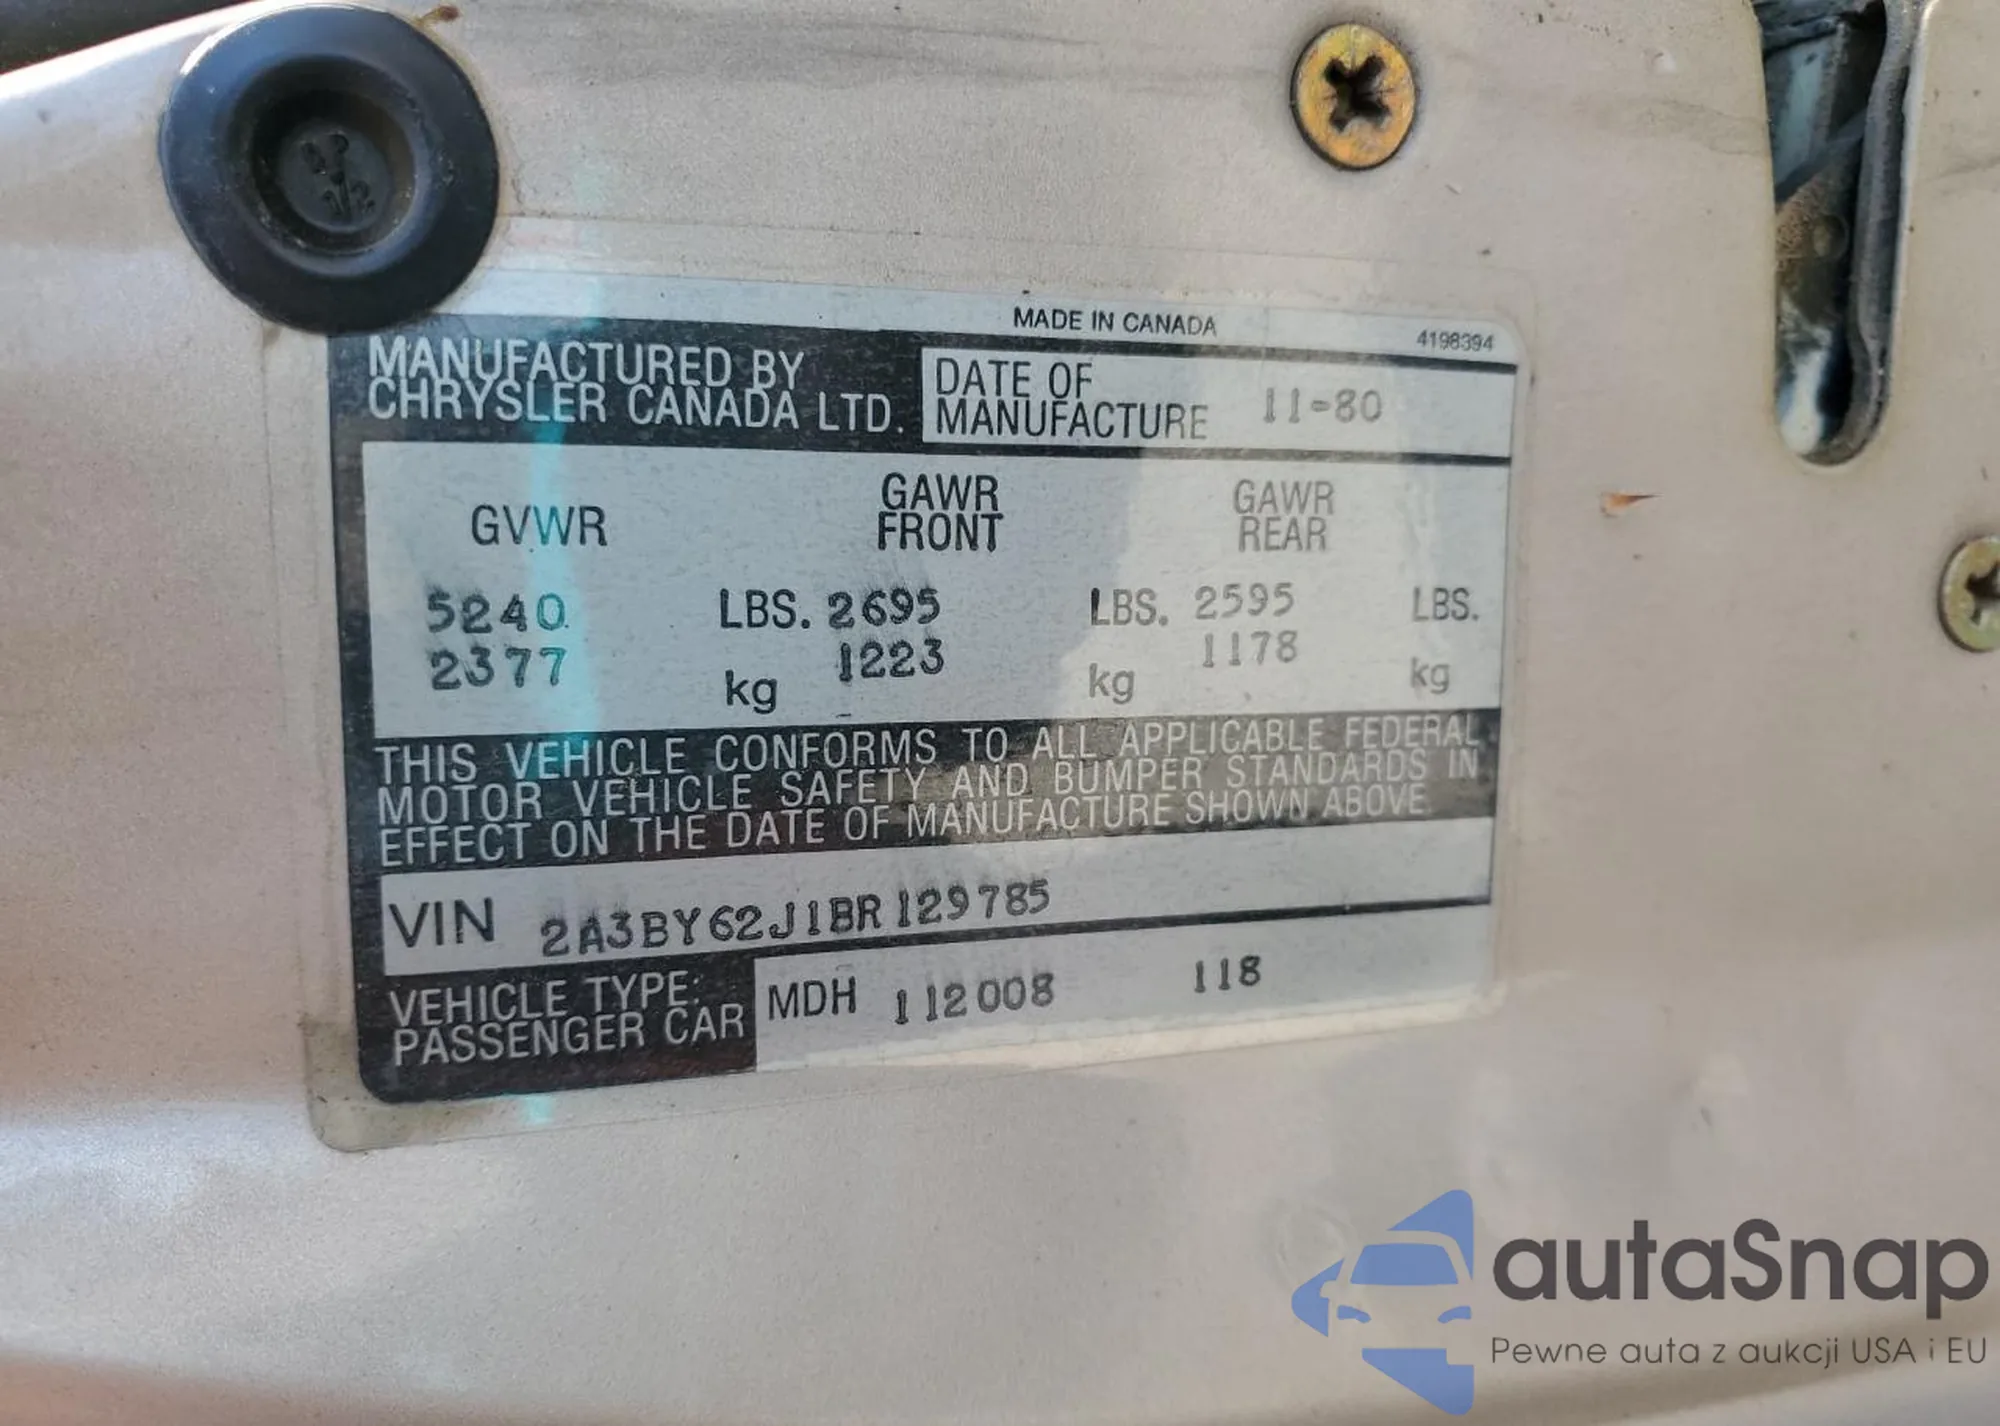 MADE IN CANADA
4198394
MANUFACTURED BY
CHRYSLER CANADA LTD.
DATE OF
MANUFACTURE
11-80
GVWR
GAWR
FRONT
GAWR
REAR
5240 LBS. 2695 LBS. 2595 LBS.
2377 kg 1223 kg 1178 kg
THIS VEHICLE CONFORMS TO ALL APPLICABLE FEDERAL
MOTOR VEHICLE SAFETY AND BUMPER STANDARDS IN
EFFECT ON THE DATE OF MANUFACTURE SHOWN ABOVE.
VIN 2A3BY62J1BR129785
VEHICLE TYPE:
PASSENGER CAR
MDH 112008 118
autaSnap
Pewne auta z aukcji USA i EU